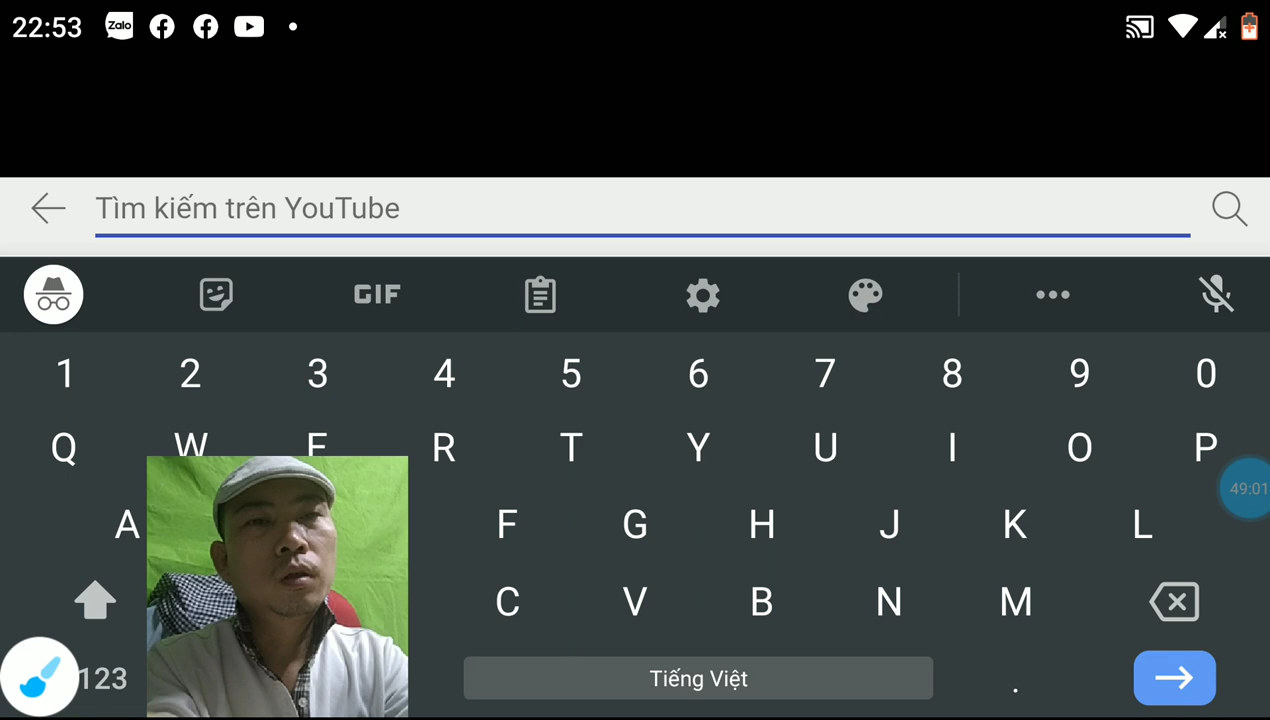 22:53 Zalo
Tìm kiếm trên YouTube
GIF
1 2 3 4 5 6 7 8 9 0
Q W E R T Y U I O P
A F G H J K L
C V B N M
123 Tiếng Việt .
49:01